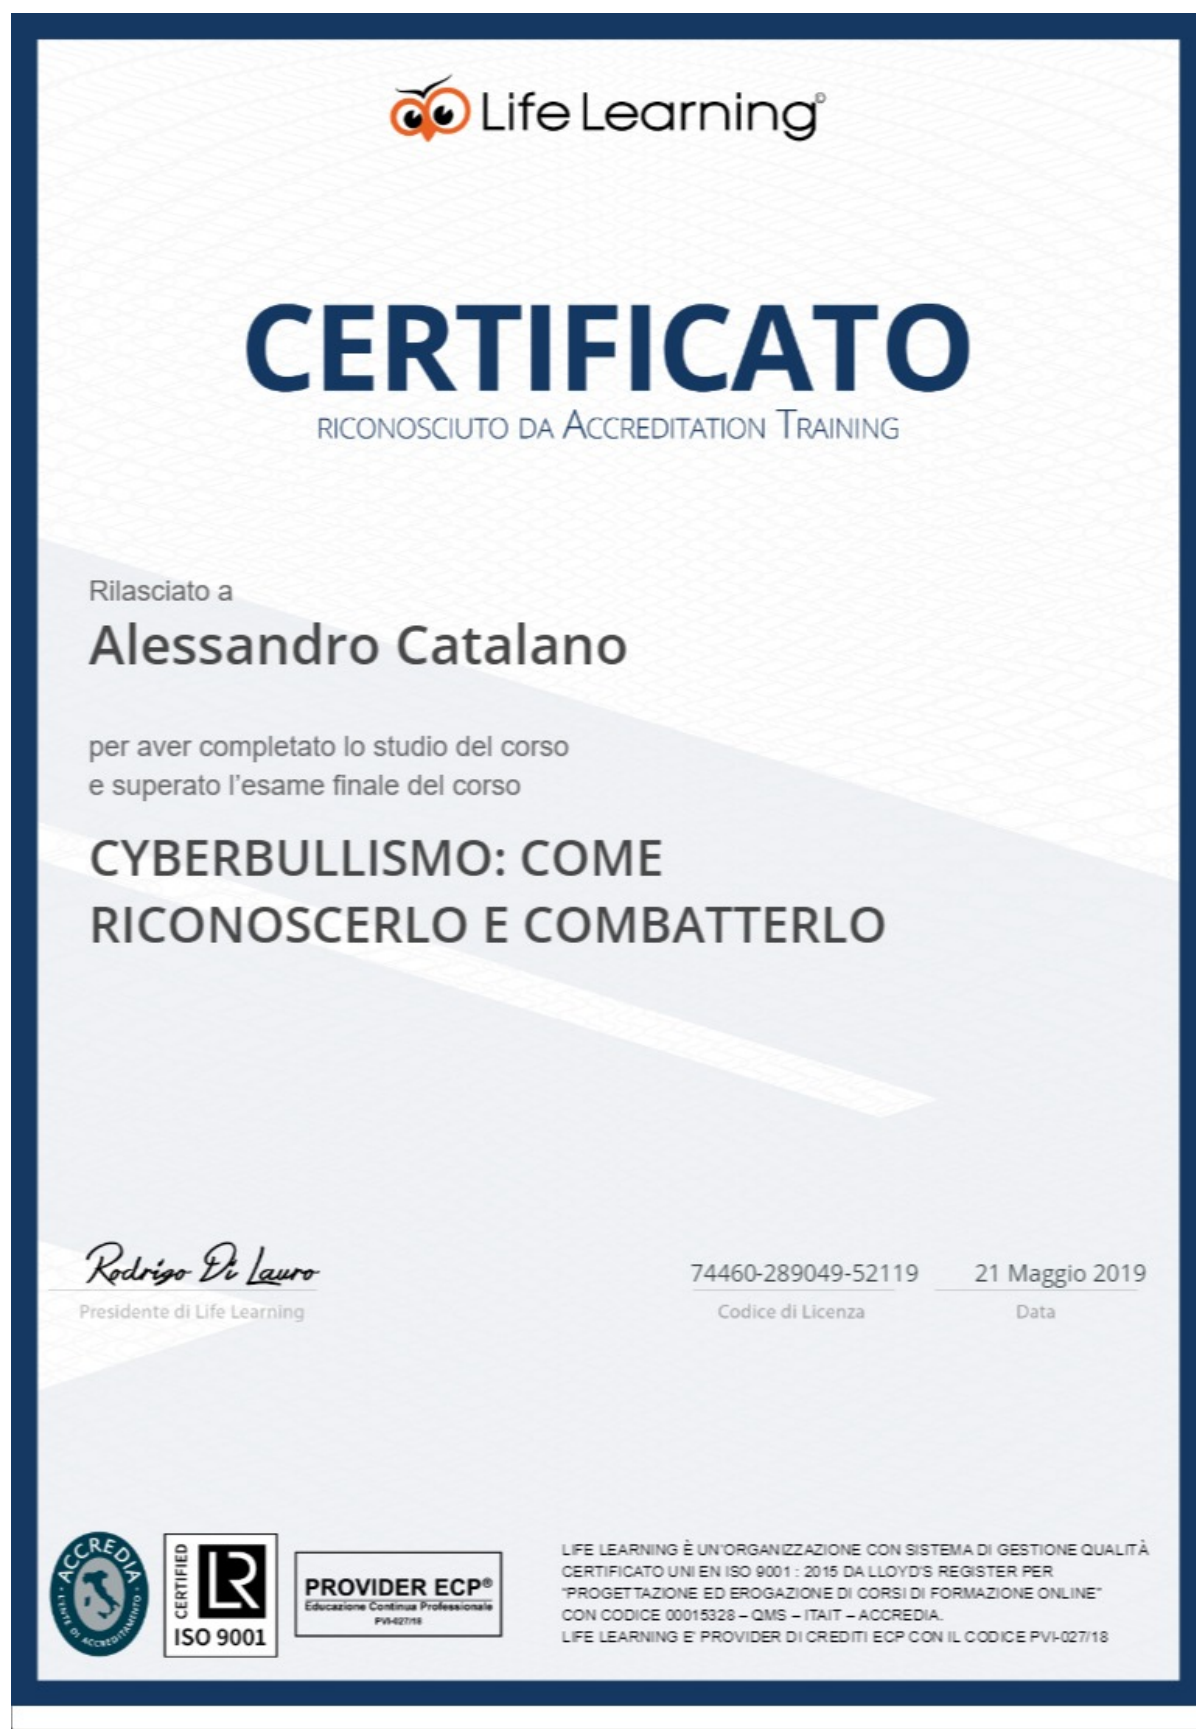 Life Learning©
CERTIFICATO
RICONOSCIUTO DA ACCREDITATION TRAINING
Rilasciato a
Alessandro Catalano
per aver completato lo studio del corso
e superato l'esame finale del corso
CYBERBULLISMO: COME
RICONOSCERLO E COMBATTERLO
Rodrigo Di Lauro
Presidente di Life Learning
74460-289049-52119
Codice di Licenza
21 Maggio 2019
Data
ACCREDIA
L'ENTE DI ACCREDITAMENTO
CERTIFIED
LR
ISO 9001
PROVIDER ECP®
Educazione Continua Professionale
PVI-027/18
LIFE LEARNING È UN'ORGANIZZAZIONE CON SISTEMA DI GESTIONE QUALITÀ
CERTIFICATO UNI EN ISO 9001 : 2015 DA LLOYD'S REGISTER PER
"PROGETTAZIONE ED EROGAZIONE DI CORSI DI FORMAZIONE ONLINE"
CON CODICE 00015328 – QMS – ITAIT – ACCREDIA.
LIFE LEARNING E' PROVIDER DI CREDITI ECP CON IL CODICE PVI-027/18